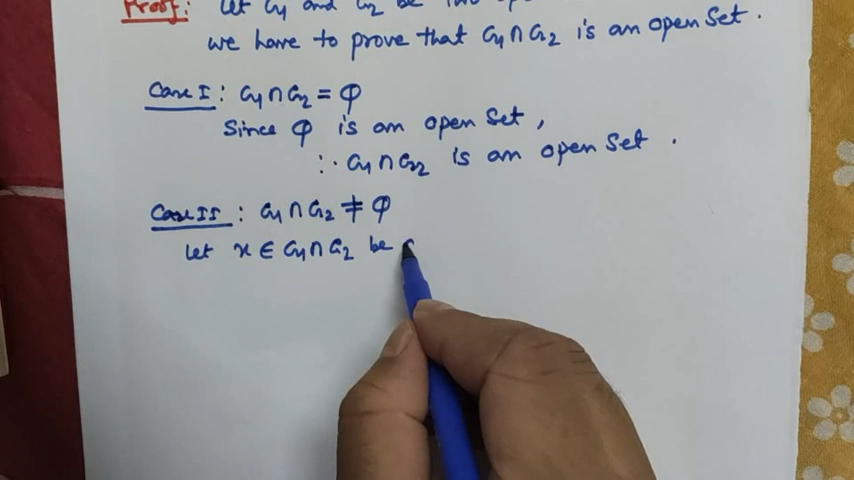 Proof: Let G1 and G2 be two ope
we have to prove that G1 ∩ G2 is an open Set.
Case I: G1 ∩ G2 = φ
Since φ is an open Set,
∴ G1 ∩ G2 is an open Set.
Case II: G1 ∩ G2 ≠ φ
Let x ∈ G1 ∩ G2 be